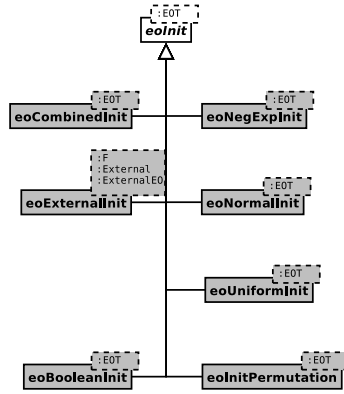 :EOT
eoInit
:EOT
eoCombinedInit
:EOT
eoNegExpInit
:F
:External
:ExternalEO
eoExternalInit
:EOT
eoNormalInit
:EOT
eoUniformInit
:EOT
eoBooleanInit
:EOT
eoInitPermutation